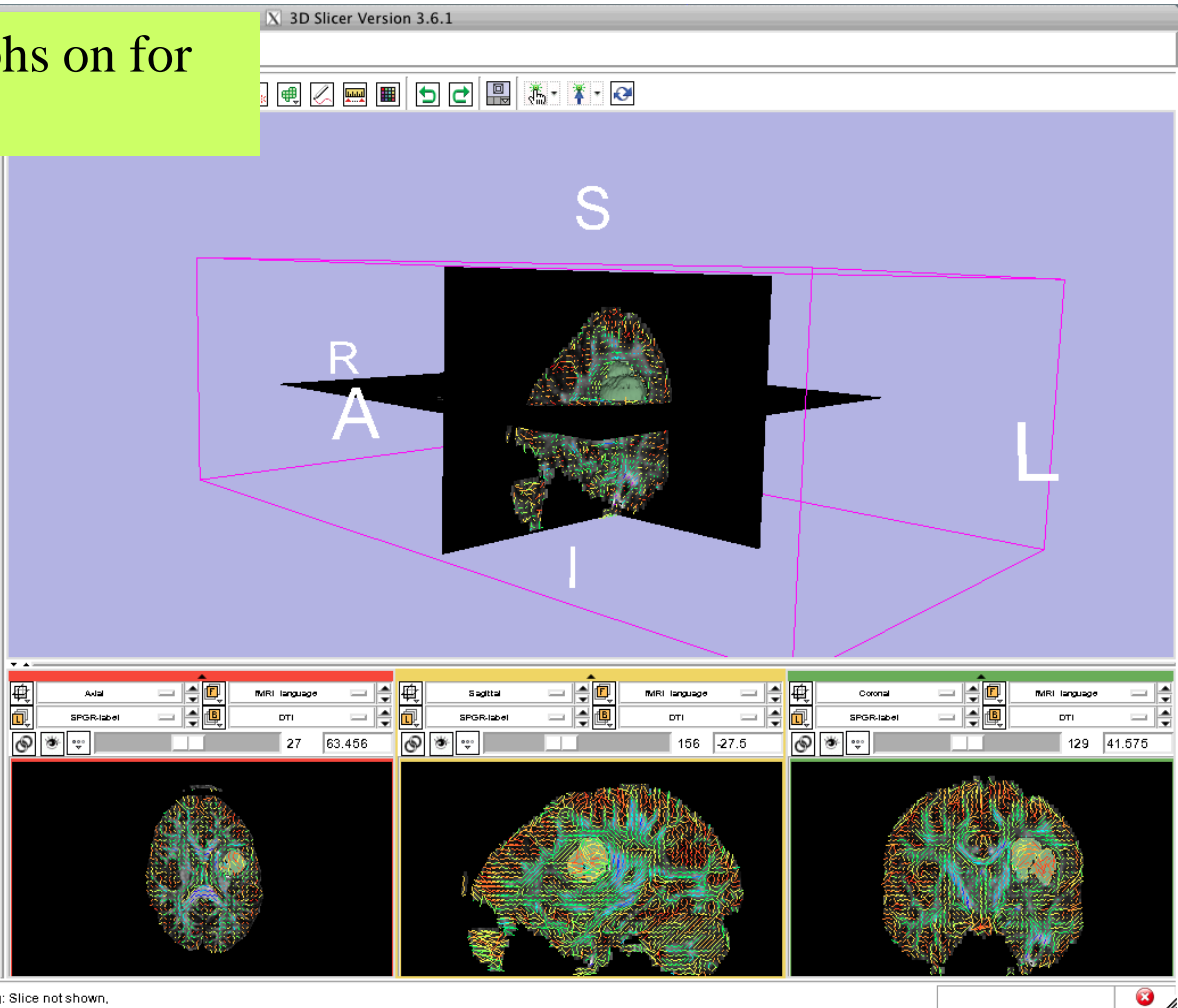 X 3D Slicer Version 3.6.1
phs on for
S
R
A
L
I
Axial F fMRI language
L SPGR-label B DTI
27 63.456
Sagittal F fMRI language
L SPGR-label B DTI
156 -27.5
Coronal F fMRI language
L SPGR-label B DTI
129 41.575
g: Slice not shown,